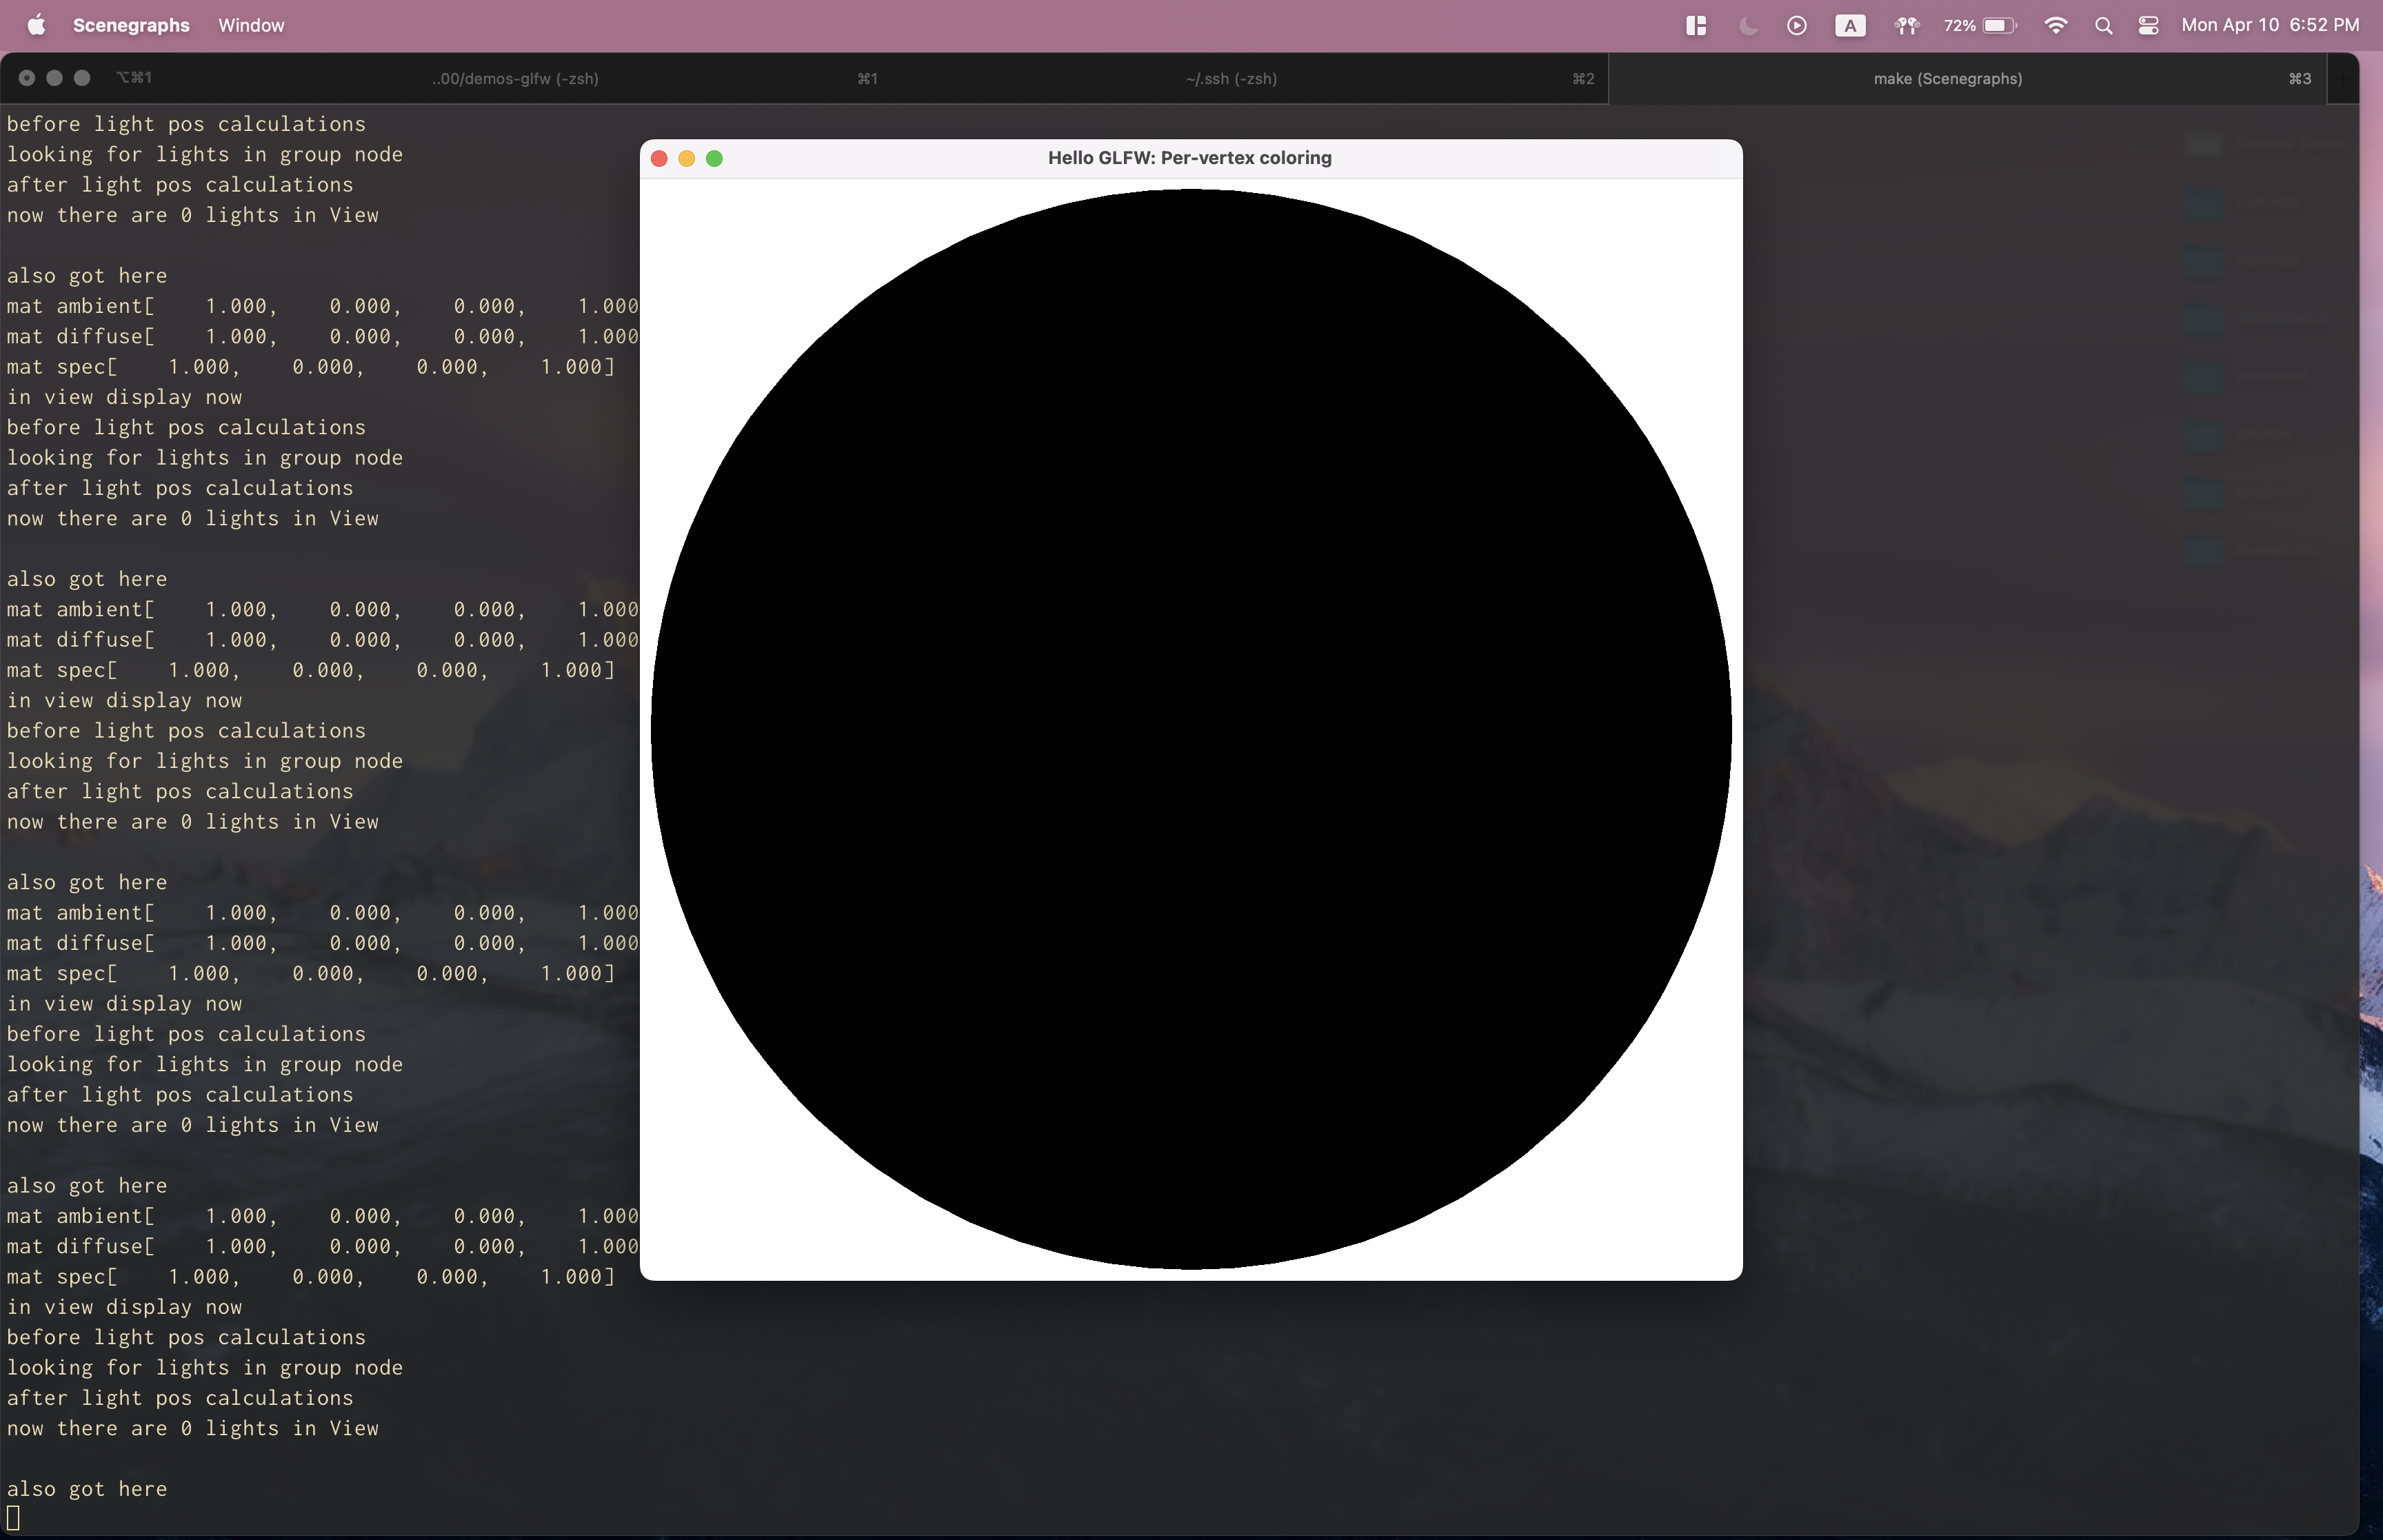 Scenegraphs Window A 72% Mon Apr 10 6:52 PM
⌥⌘1 ..00/demos-glfw (-zsh) ⌘1 ~/.ssh (-zsh) ⌘2 make (Scenegraphs) ⌘3
Hello GLFW: Per-vertex coloring
before light pos calculations
looking for lights in group node
after light pos calculations
now there are 0 lights in View
also got here
mat ambient[    1.000,    0.000,    0.000,    1.000
mat diffuse[    1.000,    0.000,    0.000,    1.000
mat spec[    1.000,    0.000,    0.000,    1.000]
in view display now
before light pos calculations
looking for lights in group node
after light pos calculations
now there are 0 lights in View
also got here
mat ambient[    1.000,    0.000,    0.000,    1.000
mat diffuse[    1.000,    0.000,    0.000,    1.000
mat spec[    1.000,    0.000,    0.000,    1.000]
in view display now
before light pos calculations
looking for lights in group node
after light pos calculations
now there are 0 lights in View
also got here
mat ambient[    1.000,    0.000,    0.000,    1.000
mat diffuse[    1.000,    0.000,    0.000,    1.000
mat spec[    1.000,    0.000,    0.000,    1.000]
in view display now
before light pos calculations
looking for lights in group node
after light pos calculations
now there are 0 lights in View
also got here
mat ambient[    1.000,    0.000,    0.000,    1.000
mat diffuse[    1.000,    0.000,    0.000,    1.000
mat spec[    1.000,    0.000,    0.000,    1.000]
in view display now
before light pos calculations
looking for lights in group node
after light pos calculations
now there are 0 lights in View
also got here